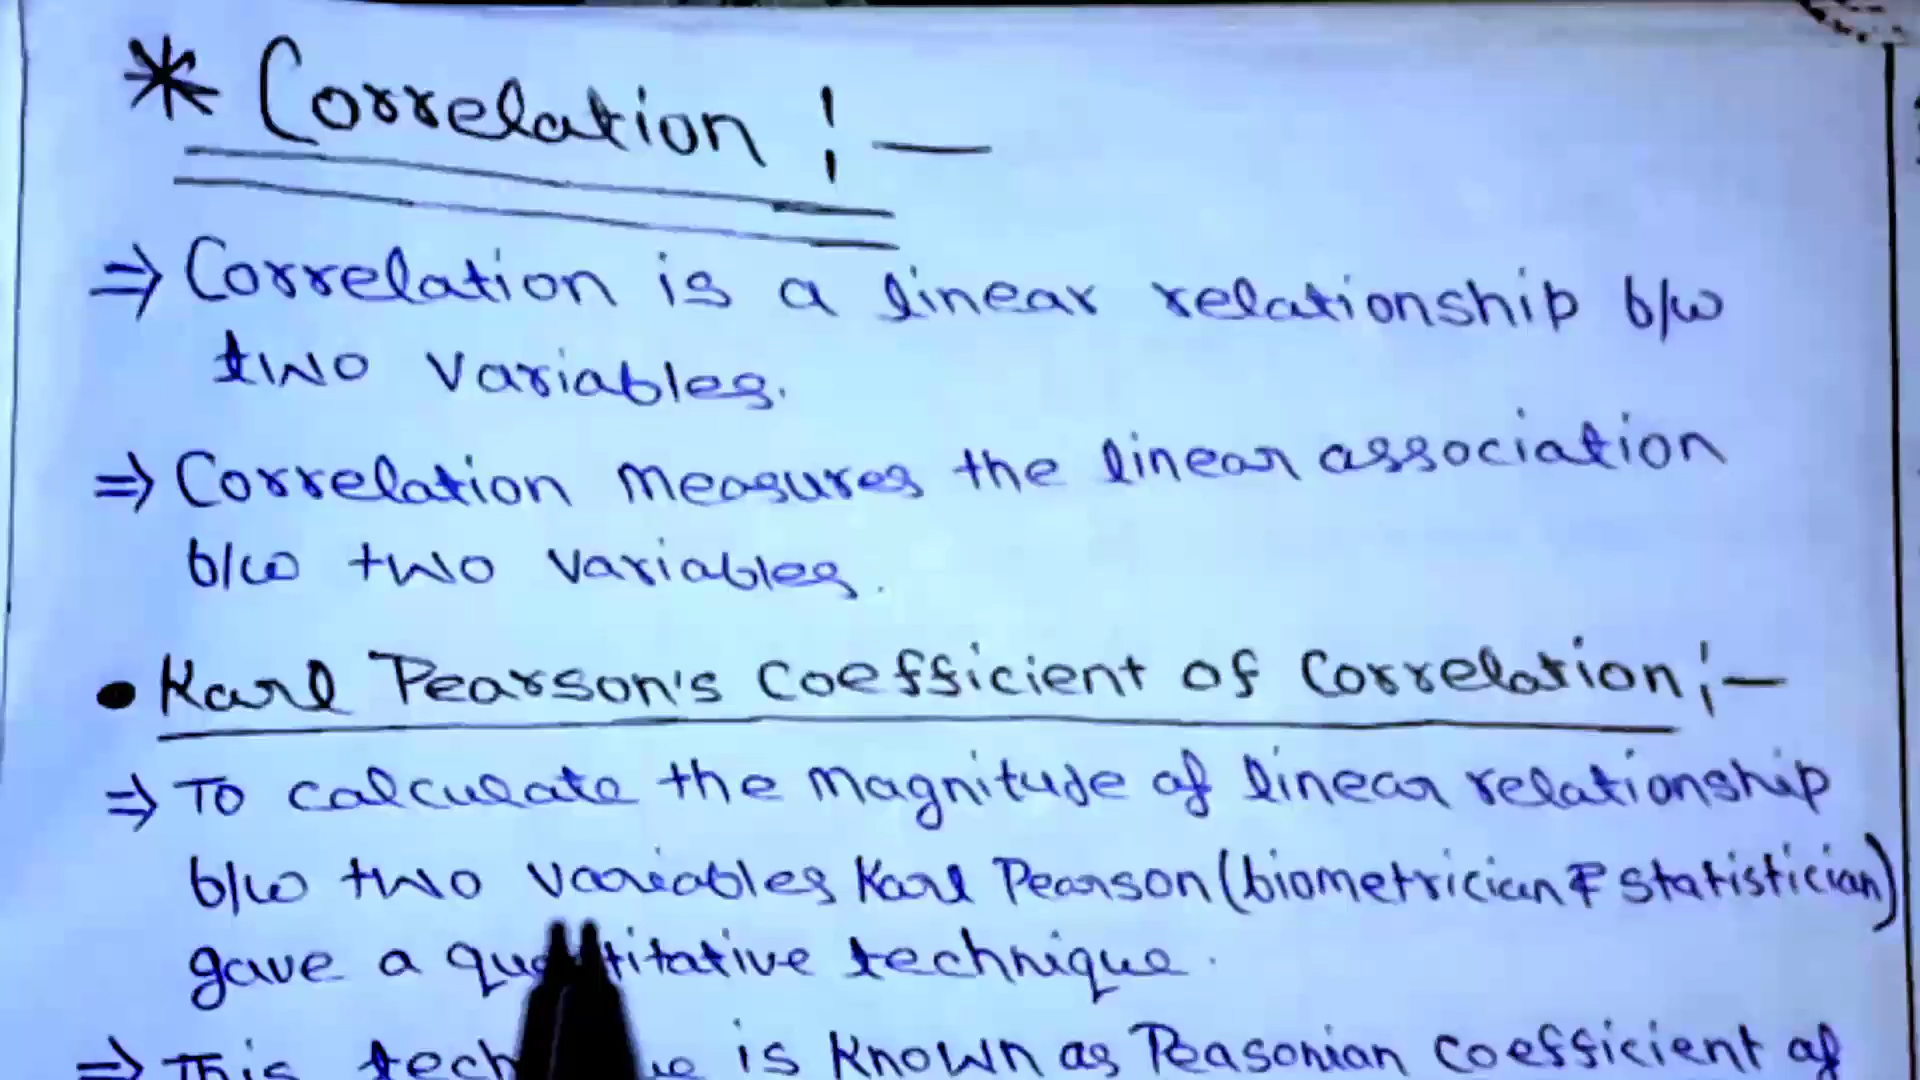 * Correlation :-
⇒ Correlation is a linear relationship b/w
two variables.
⇒ Correlation measures the linear association
b/w two variables.
• Karl Pearson's Coefficient of Correlation :-
⇒ To calculate the magnitude of linear relationship
b/w two variables Karl Pearson (biometrician & statistician)
gave a quantitative technique.
⇒ This is known as Peasonian coefficient of